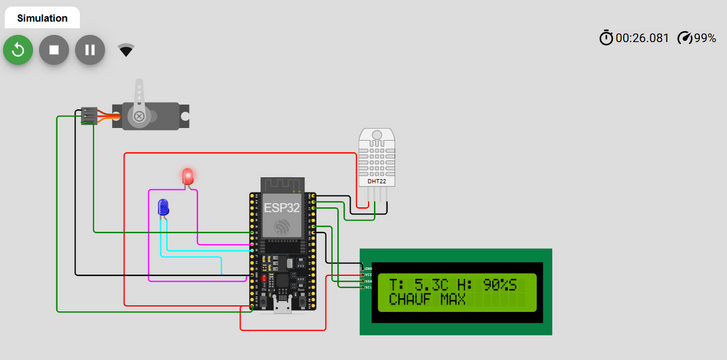 Simulation
00:26.081 99%
DHT22
ESP32
T: 5.3C H: 90%S
CHAUF MAX